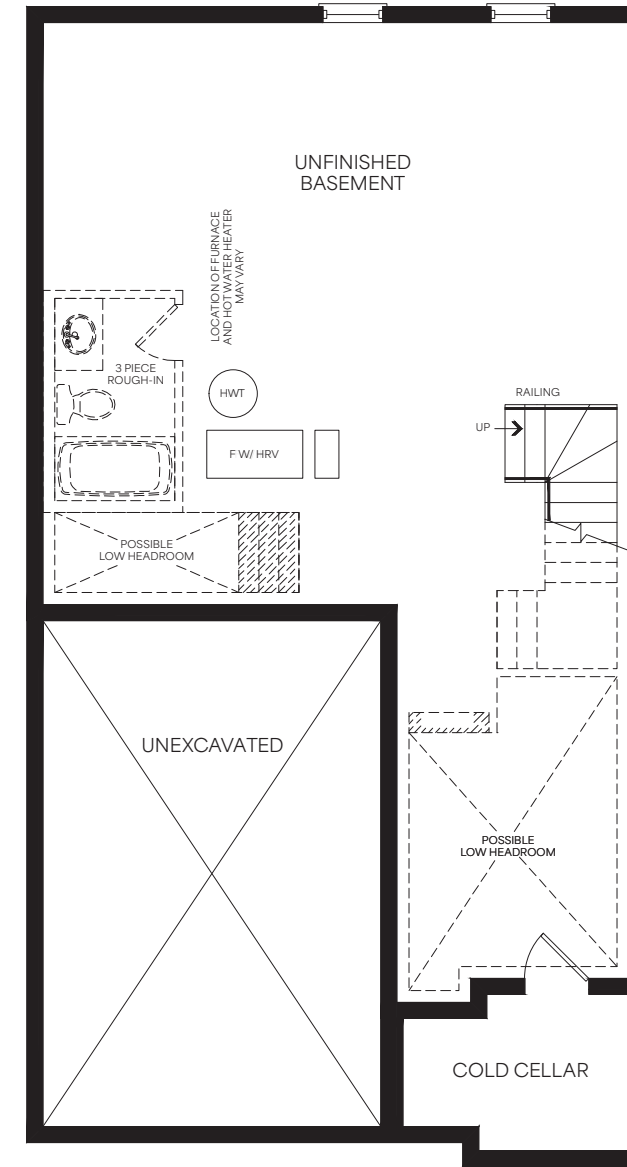 UNFINISHED
BASEMENT
LOCATION OF FURNACE
AND HOT WATER HEATER
MAY VARY
3 PIECE
ROUGH-IN
HWT
RAILING
UP
F W/ HRV
POSSIBLE
LOW HEADROOM
UNEXCAVATED
POSSIBLE
LOW HEADROOM
COLD CELLAR